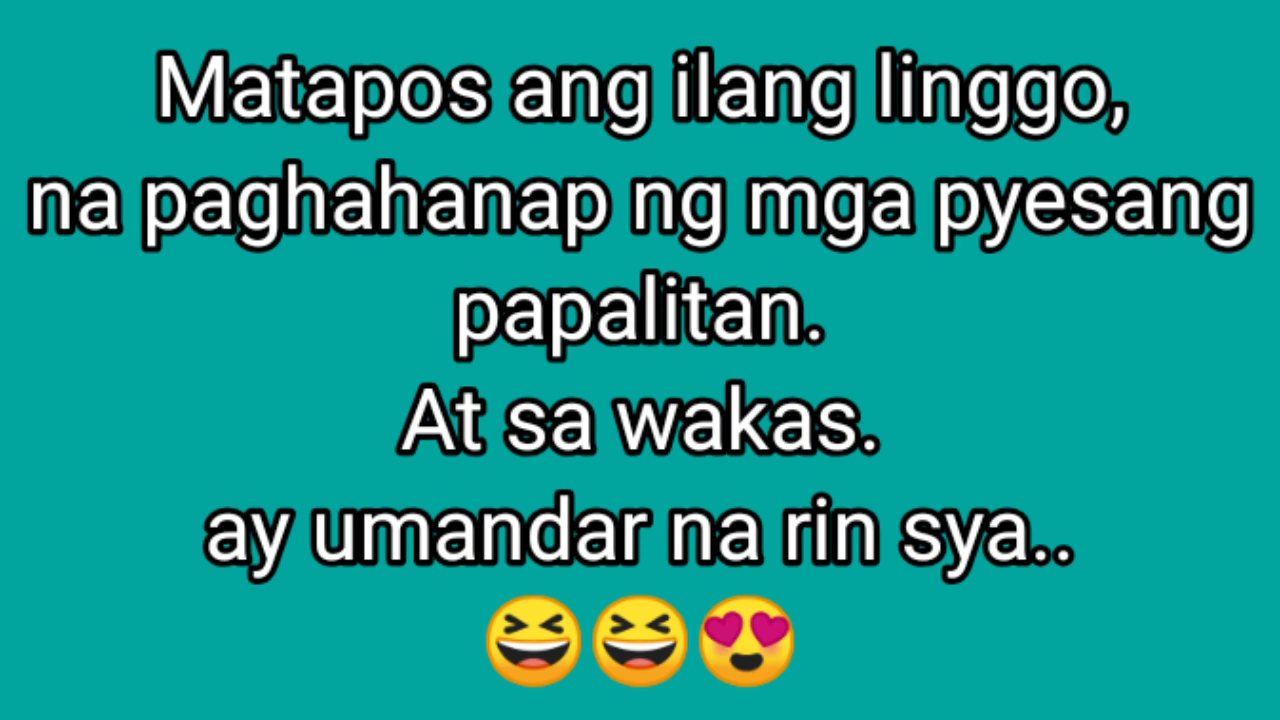 Matapos ang ilang linggo,
na paghahanap ng mga pyesang
papalitan.
At sa wakas.
ay umandar na rin sya..
😆😆😍